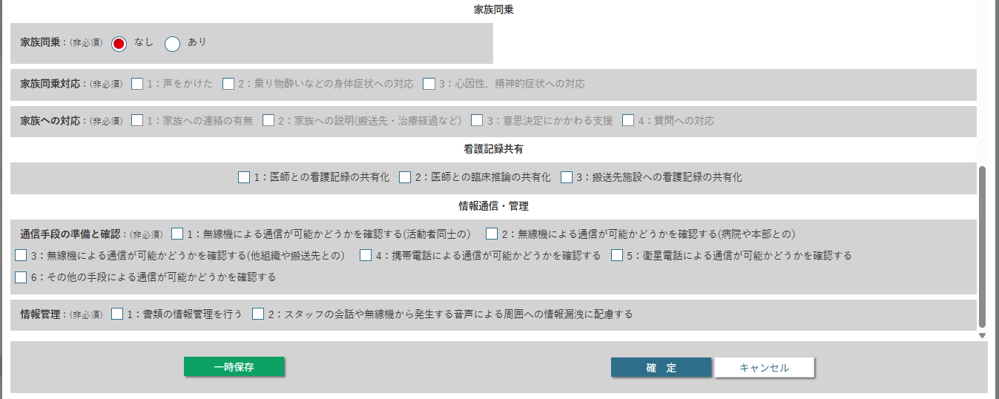 家族同乗
家族同乗：(非必須) なし あり
家族同乗対応：(非必須) 1：声をかけた 2：乗り物酔いなどの身体症状への対応 3：心因性、精神的症状への対応
家族への対応：(非必須) 1：家族への連絡の有無 2：家族への説明(搬送先・治療経過など) 3：意思決定にかかわる支援 4：質問への対応
看護記録共有
1：医師との看護記録の共有化 2：医師との臨床推論の共有化 3：搬送先施設への看護記録の共有化
情報通信・管理
通信手段の準備と確認：(非必須) 1：無線機による通信が可能かどうかを確認する(活動者同士の) 2：無線機による通信が可能かどうかを確認する(病院や本部との)
3：無線機による通信が可能かどうかを確認する(他組織や搬送先との) 4：携帯電話による通信が可能かどうかを確認する 5：衛星電話による通信が可能かどうかを確認する
6：その他の手段による通信が可能かどうかを確認する
情報管理：(非必須) 1：書類の情報管理を行う 2：スタッフの会話や無線機から発生する音声による周囲への情報漏洩に配慮する
一時保存 確　定 キャンセル